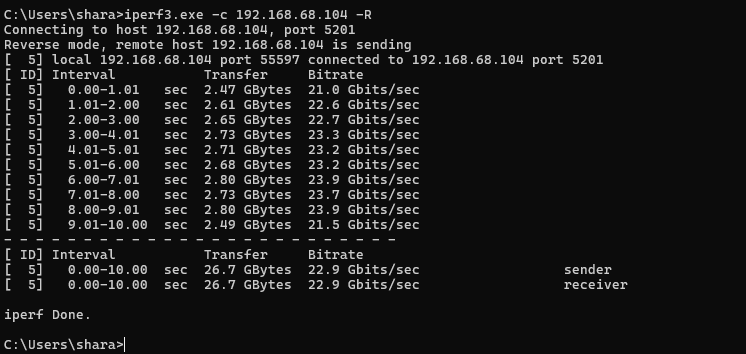 C:\Users\shara>iperf3.exe -c 192.168.68.104 -R
Connecting to host 192.168.68.104, port 5201
Reverse mode, remote host 192.168.68.104 is sending
[  5] local 192.168.68.104 port 55597 connected to 192.168.68.104 port 5201
[ ID] Interval           Transfer     Bitrate
[  5]   0.00-1.01   sec  2.47 GBytes  21.0 Gbits/sec
[  5]   1.01-2.00   sec  2.61 GBytes  22.6 Gbits/sec
[  5]   2.00-3.00   sec  2.65 GBytes  22.7 Gbits/sec
[  5]   3.00-4.01   sec  2.73 GBytes  23.3 Gbits/sec
[  5]   4.01-5.01   sec  2.71 GBytes  23.2 Gbits/sec
[  5]   5.01-6.00   sec  2.68 GBytes  23.2 Gbits/sec
[  5]   6.00-7.01   sec  2.80 GBytes  23.9 Gbits/sec
[  5]   7.01-8.00   sec  2.73 GBytes  23.7 Gbits/sec
[  5]   8.00-9.01   sec  2.80 GBytes  23.9 Gbits/sec
[  5]   9.01-10.00  sec  2.49 GBytes  21.5 Gbits/sec
- - - - - - - - - - - - - - - - - - - - - - - - -
[ ID] Interval           Transfer     Bitrate
[  5]   0.00-10.00  sec  26.7 GBytes  22.9 Gbits/sec                  sender
[  5]   0.00-10.00  sec  26.7 GBytes  22.9 Gbits/sec                  receiver
iperf Done.
C:\Users\shara>